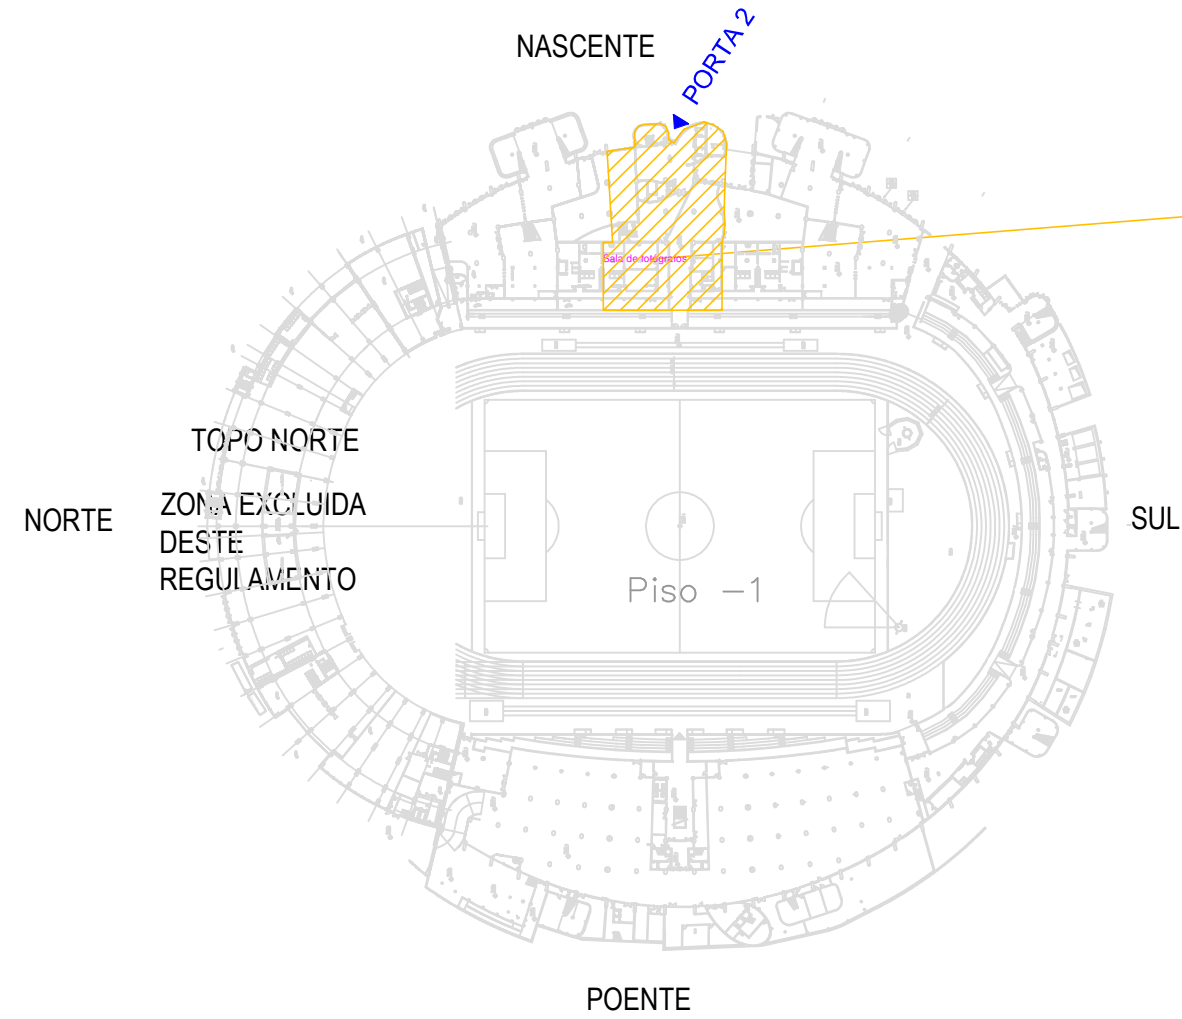 NASCENTE
PORTA 2
Sala de fotógrafos
TOPO NORTE
ZONA EXCLUIDA
DESTE
REGULAMENTO
NORTE
SUL
Piso -1
POENTE